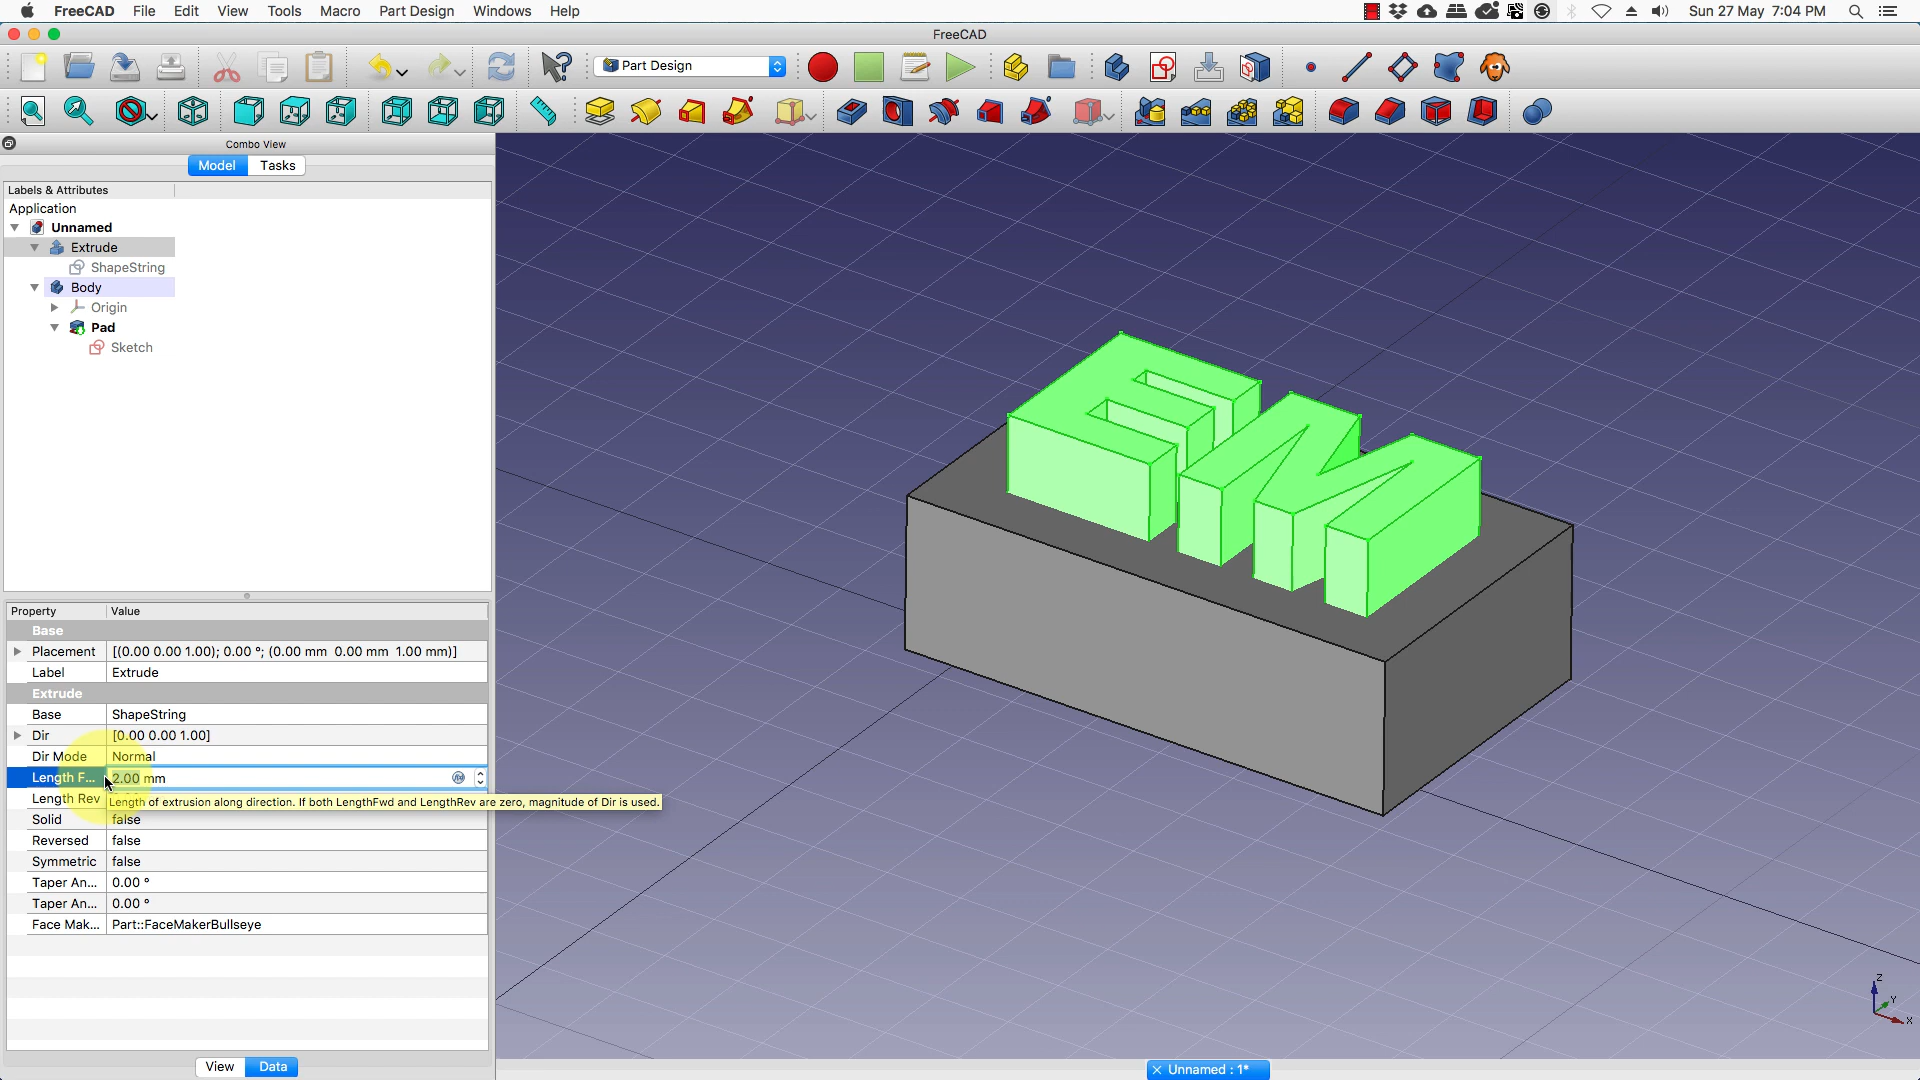 FreeCAD File Edit View Tools Macro Part Design Windows Help Sun 27 May 7:04 PM
FreeCAD
Part Design
Combo View
Model Tasks
Labels & Attributes
Application
Unnamed
Extrude
ShapeString
Body
Origin
Pad
Sketch
EM
Property Value
Base
Placement [(0.00 0.00 1.00); 0.00 °; (0.00 mm 0.00 mm 1.00 mm)]
Label Extrude
Extrude
Base ShapeString
Dir [0.00 0.00 1.00]
Dir Mode Normal
Length F... 2.00 mm
Length Rev
Length of extrusion along direction. If both LengthFwd and LengthRev are zero, magnitude of Dir is used.
Solid false
Reversed false
Symmetric false
Taper An... 0.00 °
Taper An... 0.00 °
Face Mak... Part::FaceMakerBullseye
Z
Y
X
View Data
Unnamed : 1*